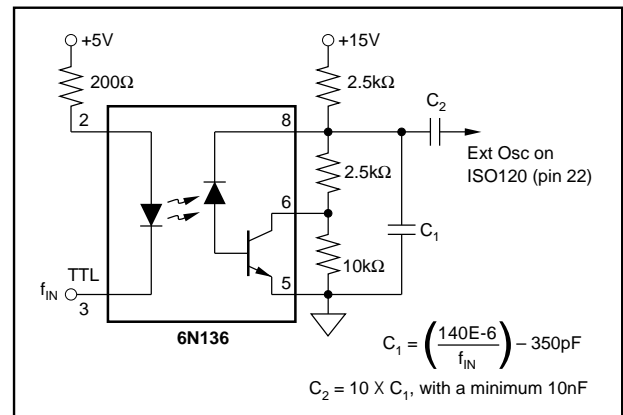 +5V
+15V
200Ω
2.5kΩ
C2
2
8
Ext Osc on
ISO120 (pin 22)
2.5kΩ
6
C1
10kΩ
TTL
fIN
3
5
6N136
C1 = (140E-6 / fIN) – 350pF
C2 = 10 X C1, with a minimum 10nF